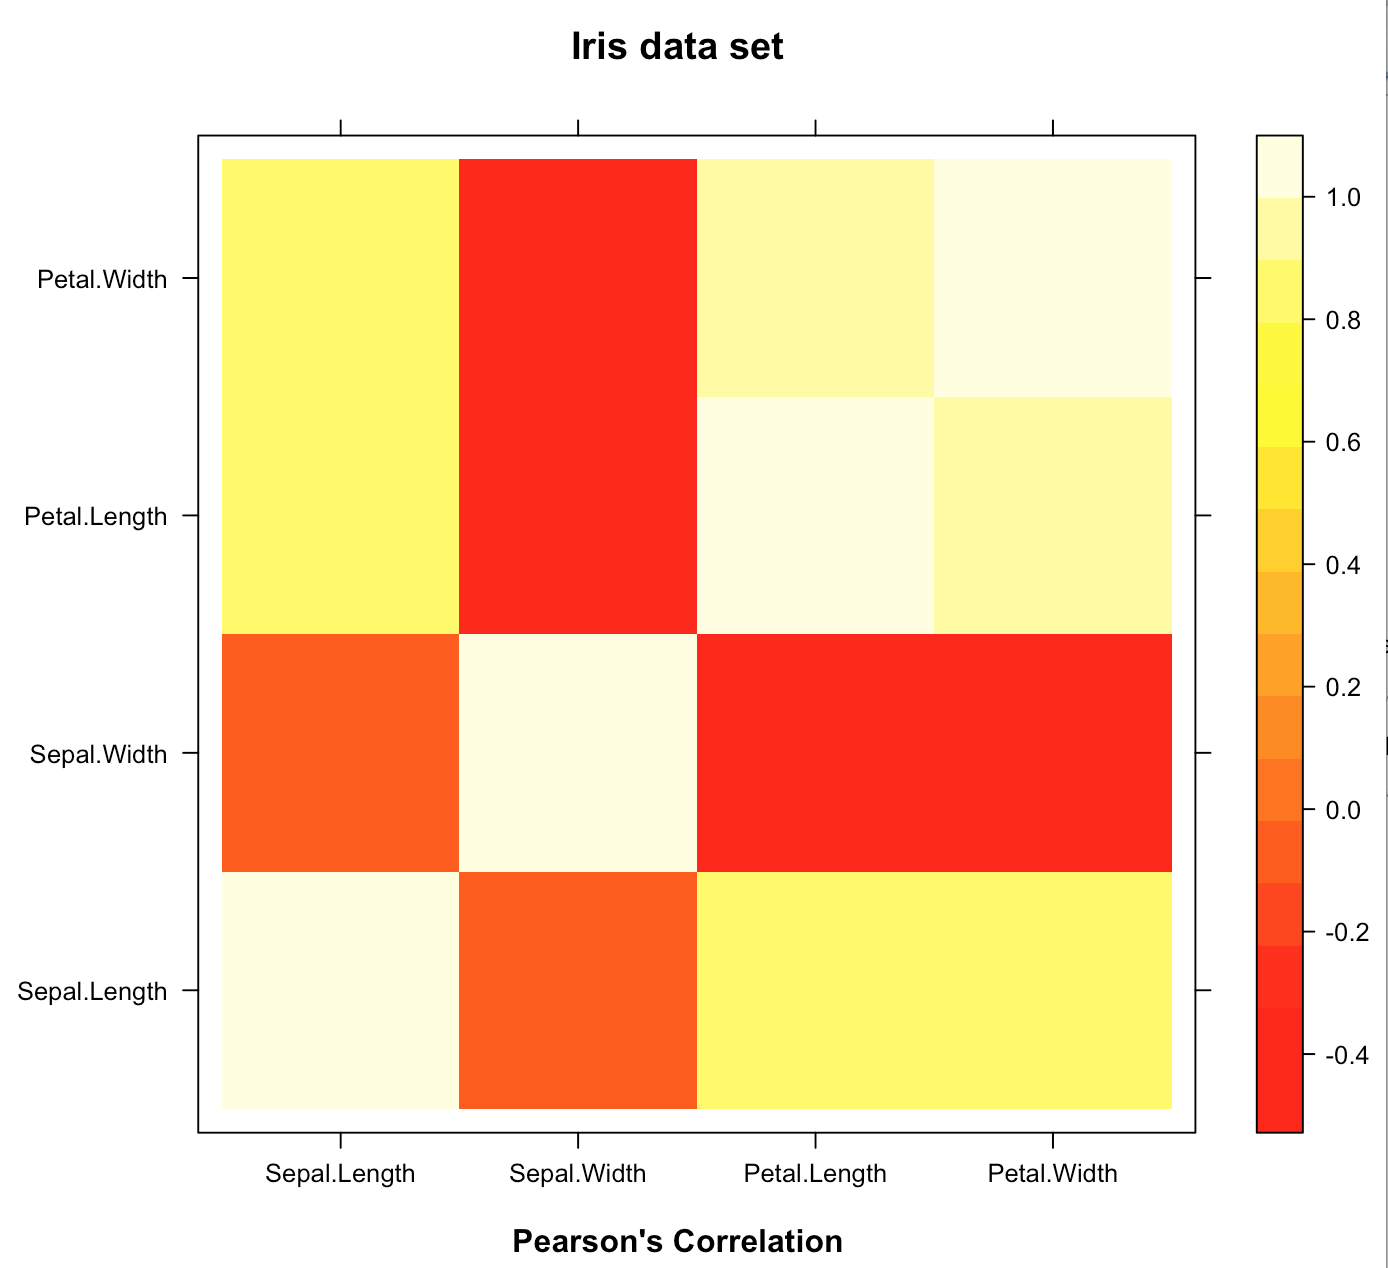 Iris data set
Petal.Width
Petal.Length
Sepal.Width
Sepal.Length
Sepal.Length Sepal.Width Petal.Length Petal.Width
Pearson's Correlation
1.0
0.8
0.6
0.4
0.2
0.0
-0.2
-0.4